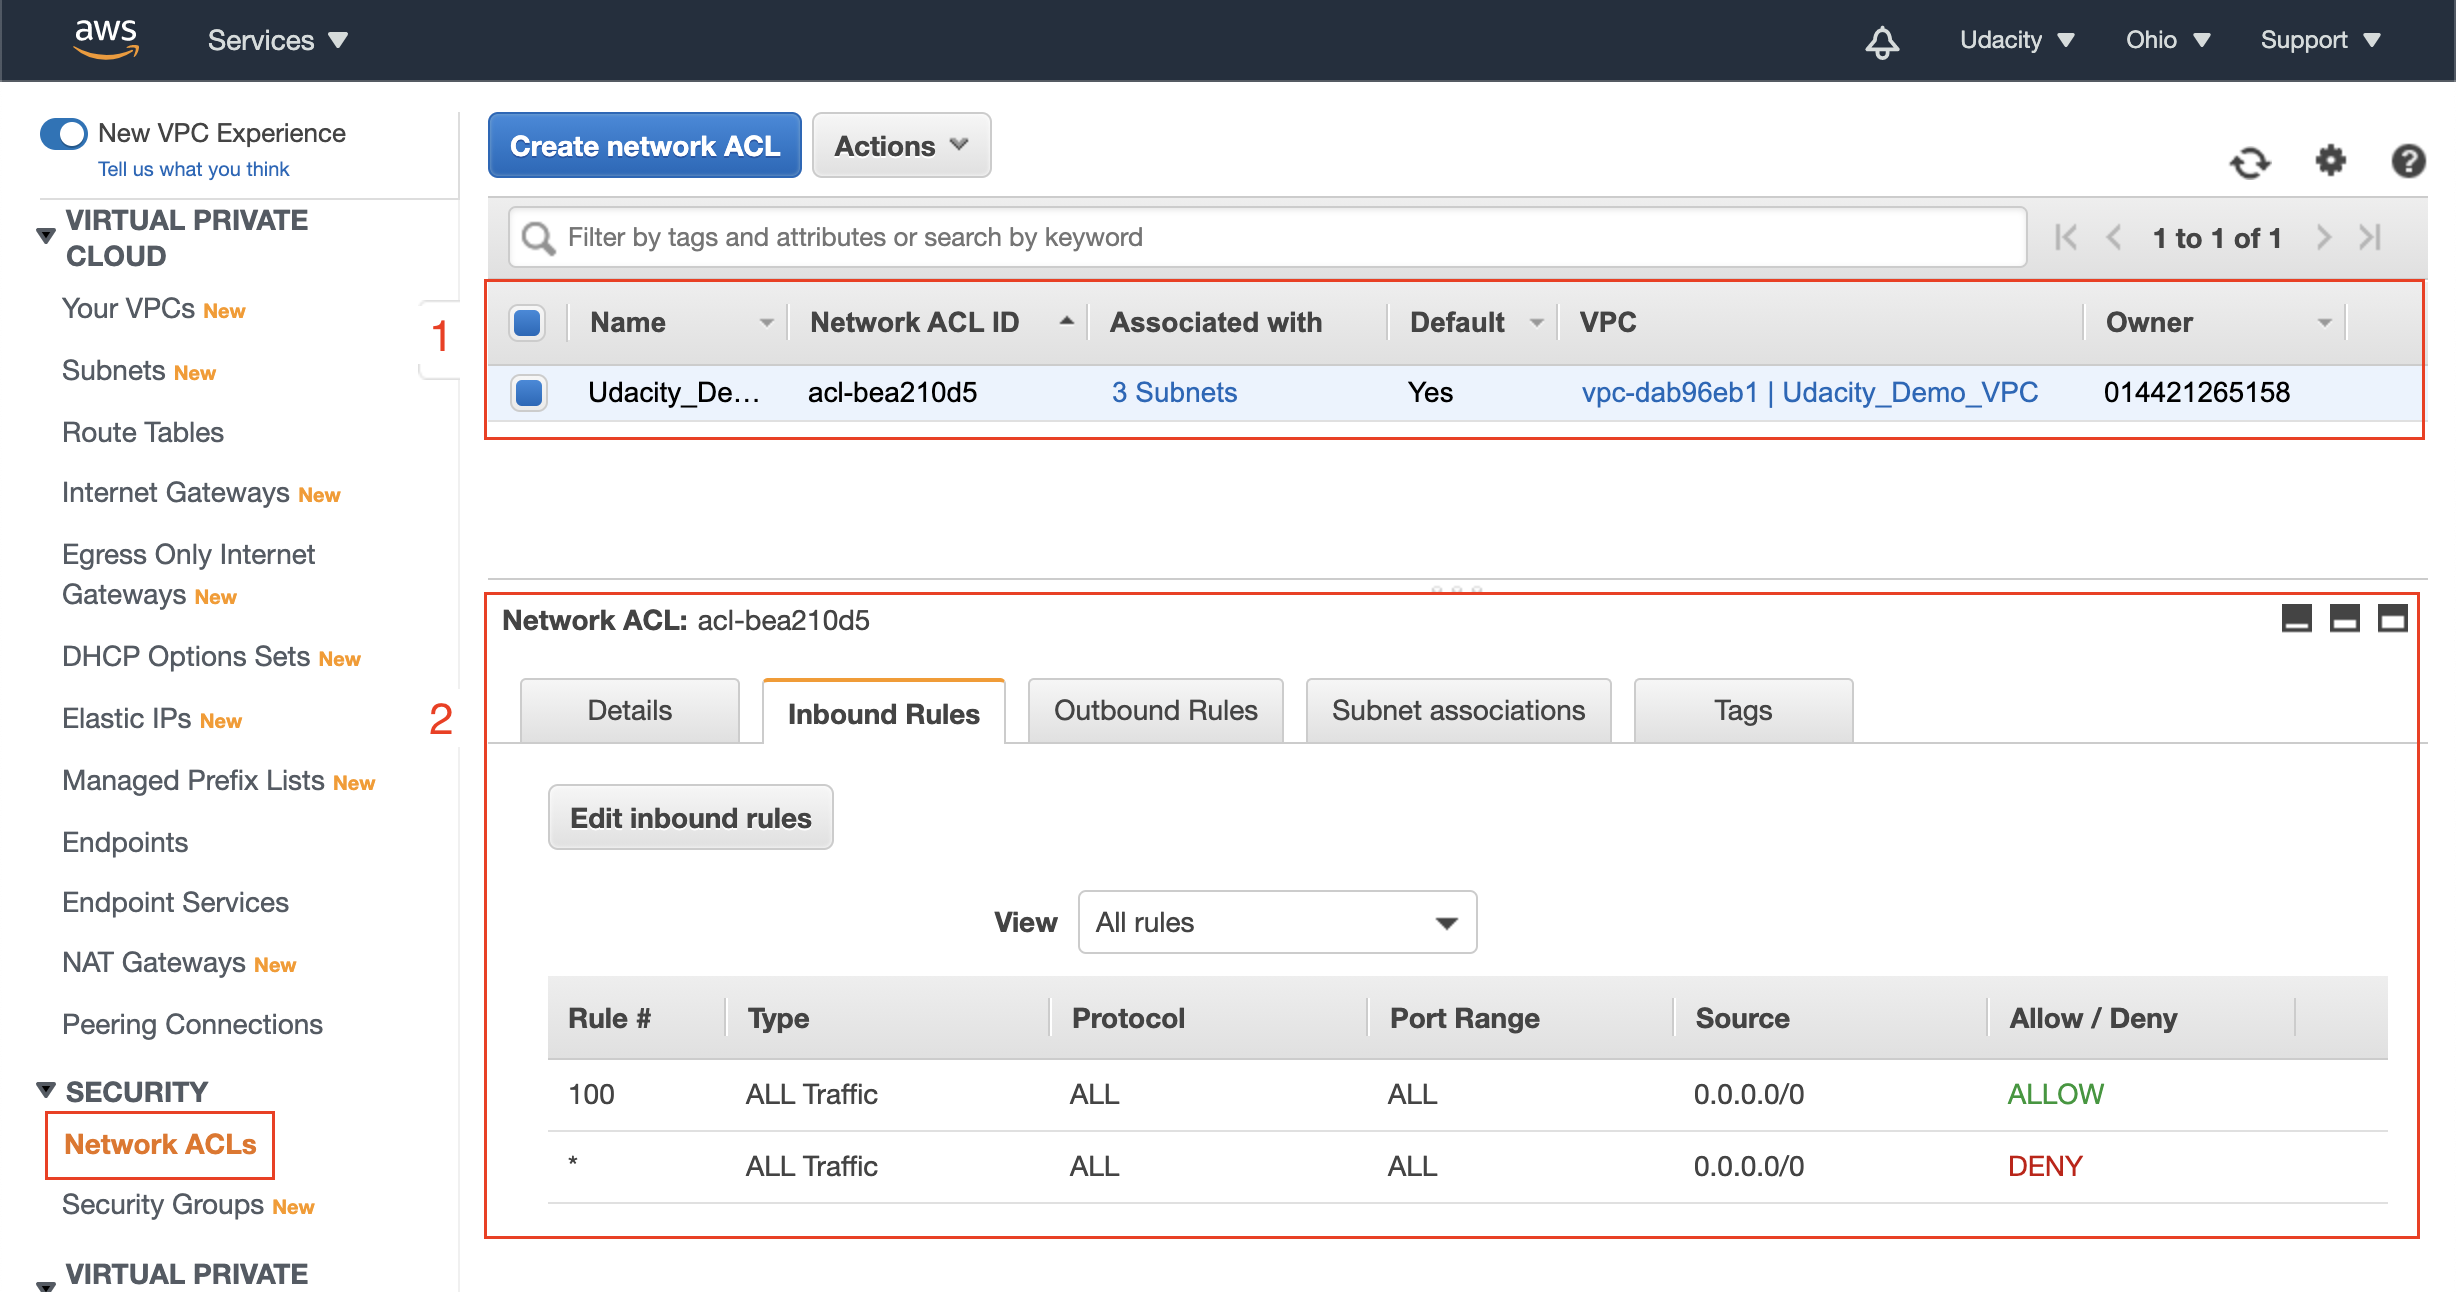 aws Services Udacity Ohio Support
New VPC Experience
Tell us what you think
VIRTUAL PRIVATE
CLOUD
Your VPCs New
Subnets New
Route Tables
Internet Gateways New
Egress Only Internet
Gateways New
DHCP Options Sets New
Elastic IPs New
Managed Prefix Lists New
Endpoints
Endpoint Services
NAT Gateways New
Peering Connections
SECURITY
Network ACLs
Security Groups New
VIRTUAL PRIVATE
Create network ACL Actions
Filter by tags and attributes or search by keyword 1 to 1 of 1
1
Name Network ACL ID Associated with Default VPC Owner
Udacity_De... acl-bea210d5 3 Subnets Yes vpc-dab96eb1 | Udacity_Demo_VPC 014421265158
2
Network ACL: acl-bea210d5
Details Inbound Rules Outbound Rules Subnet associations Tags
Edit inbound rules
View All rules
Rule # Type Protocol Port Range Source Allow / Deny
100 ALL Traffic ALL ALL 0.0.0.0/0 ALLOW
* ALL Traffic ALL ALL 0.0.0.0/0 DENY